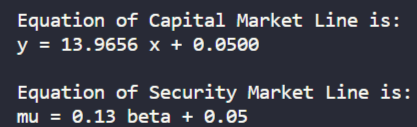 Equation of Capital Market Line is:
y = 13.9656 x + 0.0500
Equation of Security Market Line is:
mu = 0.13 beta + 0.05